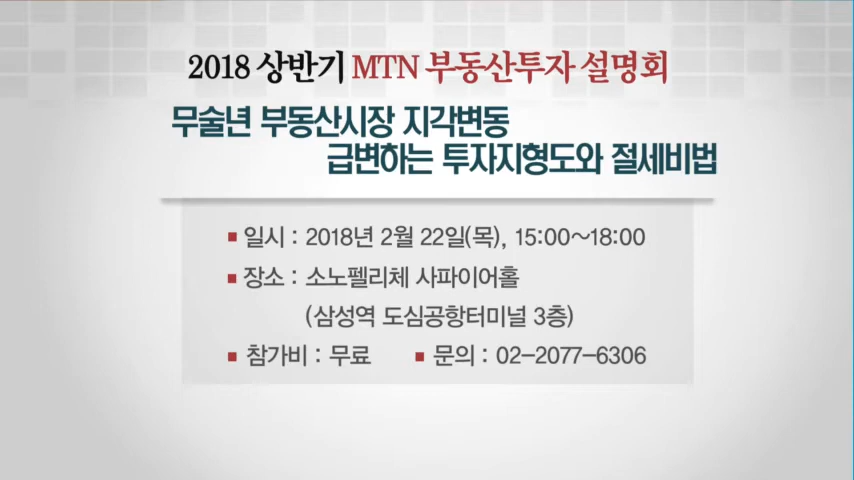 2018 상반기 MTN 부동산투자 설명회
무술년 부동산시장 지각변동
급변하는 투자지형도와 절세비법
■ 일시 : 2018년 2월 22일(목), 15:00~18:00
■ 장소 : 소노펠리체 사파이어홀
(삼성역 도심공항터미널 3층)
■ 참가비 : 무료 ■ 문의 : 02-2077-6306